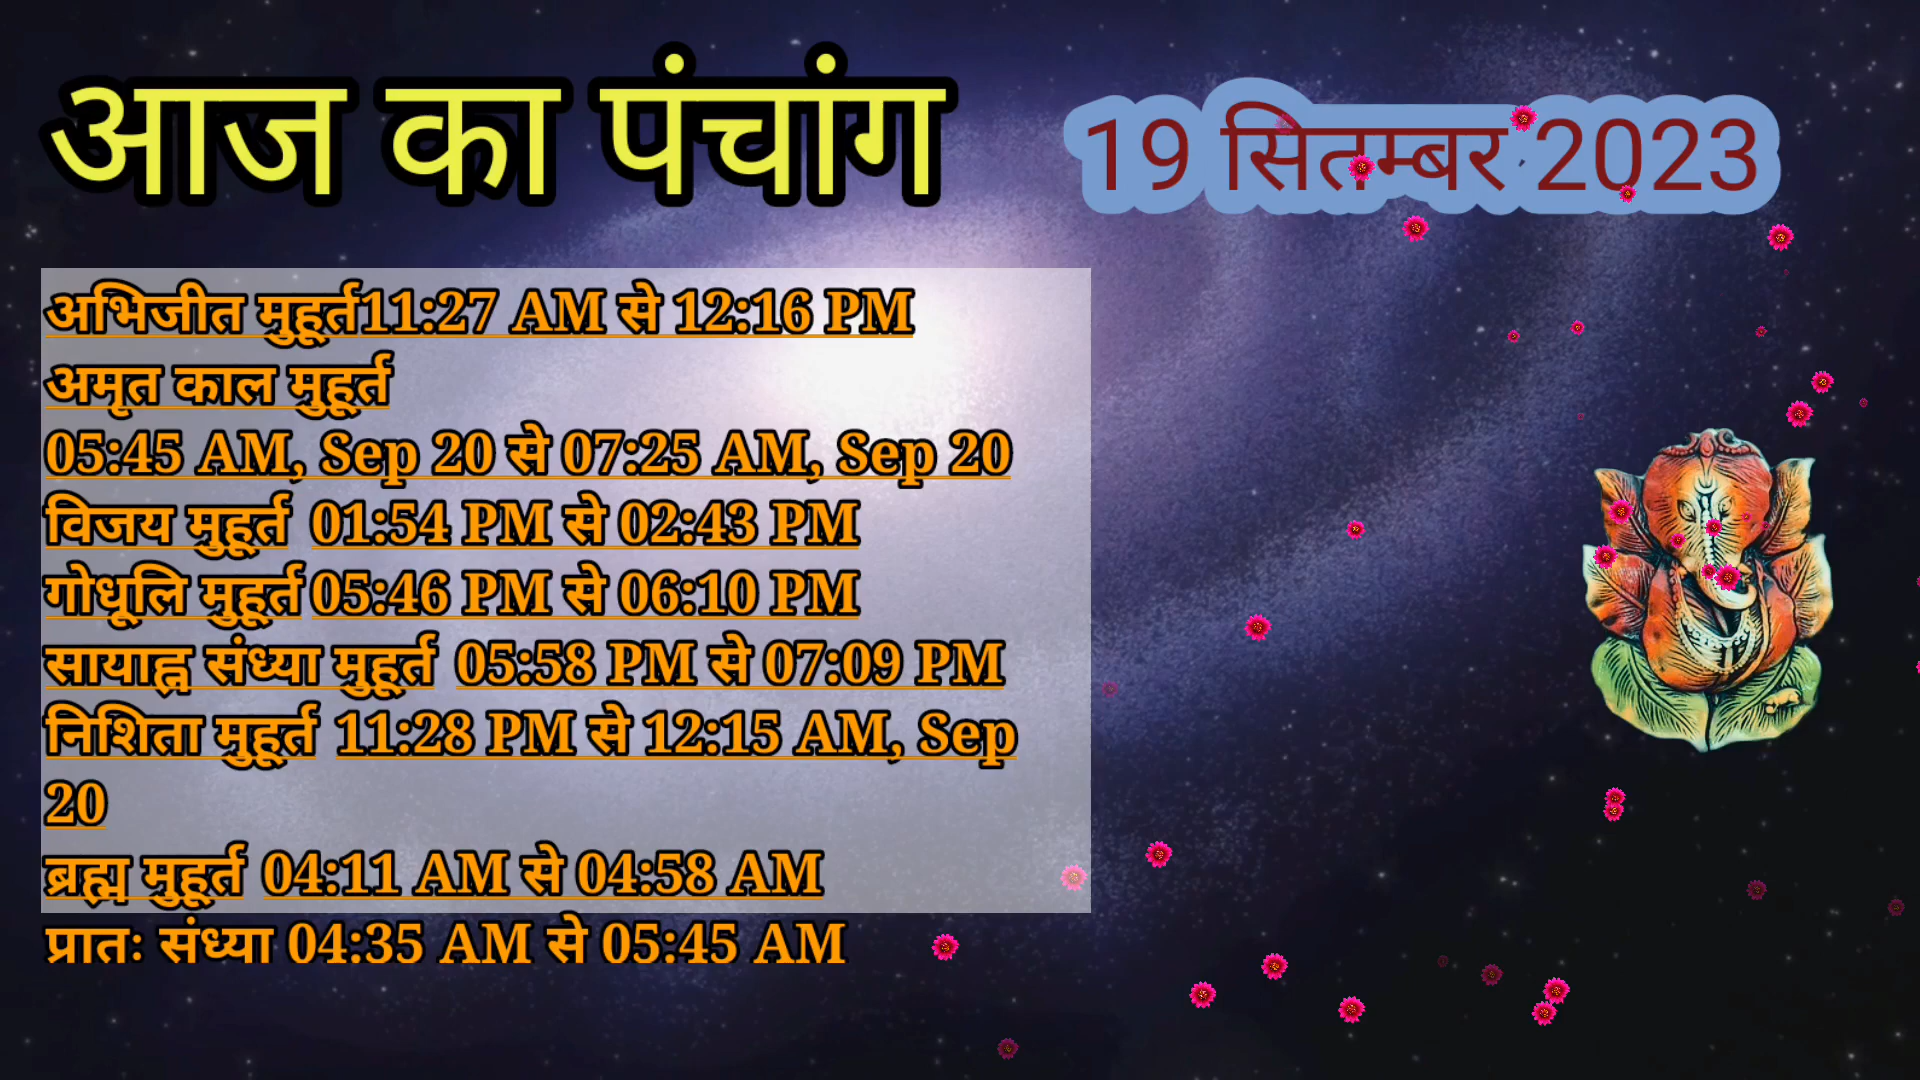 आज का पंचांग
19 सितम्बर 2023
अभिजीत मुहूर्त11:27 AM से 12:16 PM
अमृत काल मुहूर्त
05:45 AM, Sep 20 से 07:25 AM, Sep 20
विजय मुहूर्त 01:54 PM से 02:43 PM
गोधूलि मुहूर्त 05:46 PM से 06:10 PM
सायाह्न संध्या मुहूर्त 05:58 PM से 07:09 PM
निशिता मुहूर्त 11:28 PM से 12:15 AM, Sep
20
ब्रह्म मुहूर्त 04:11 AM से 04:58 AM
प्रातः संध्या 04:35 AM से 05:45 AM